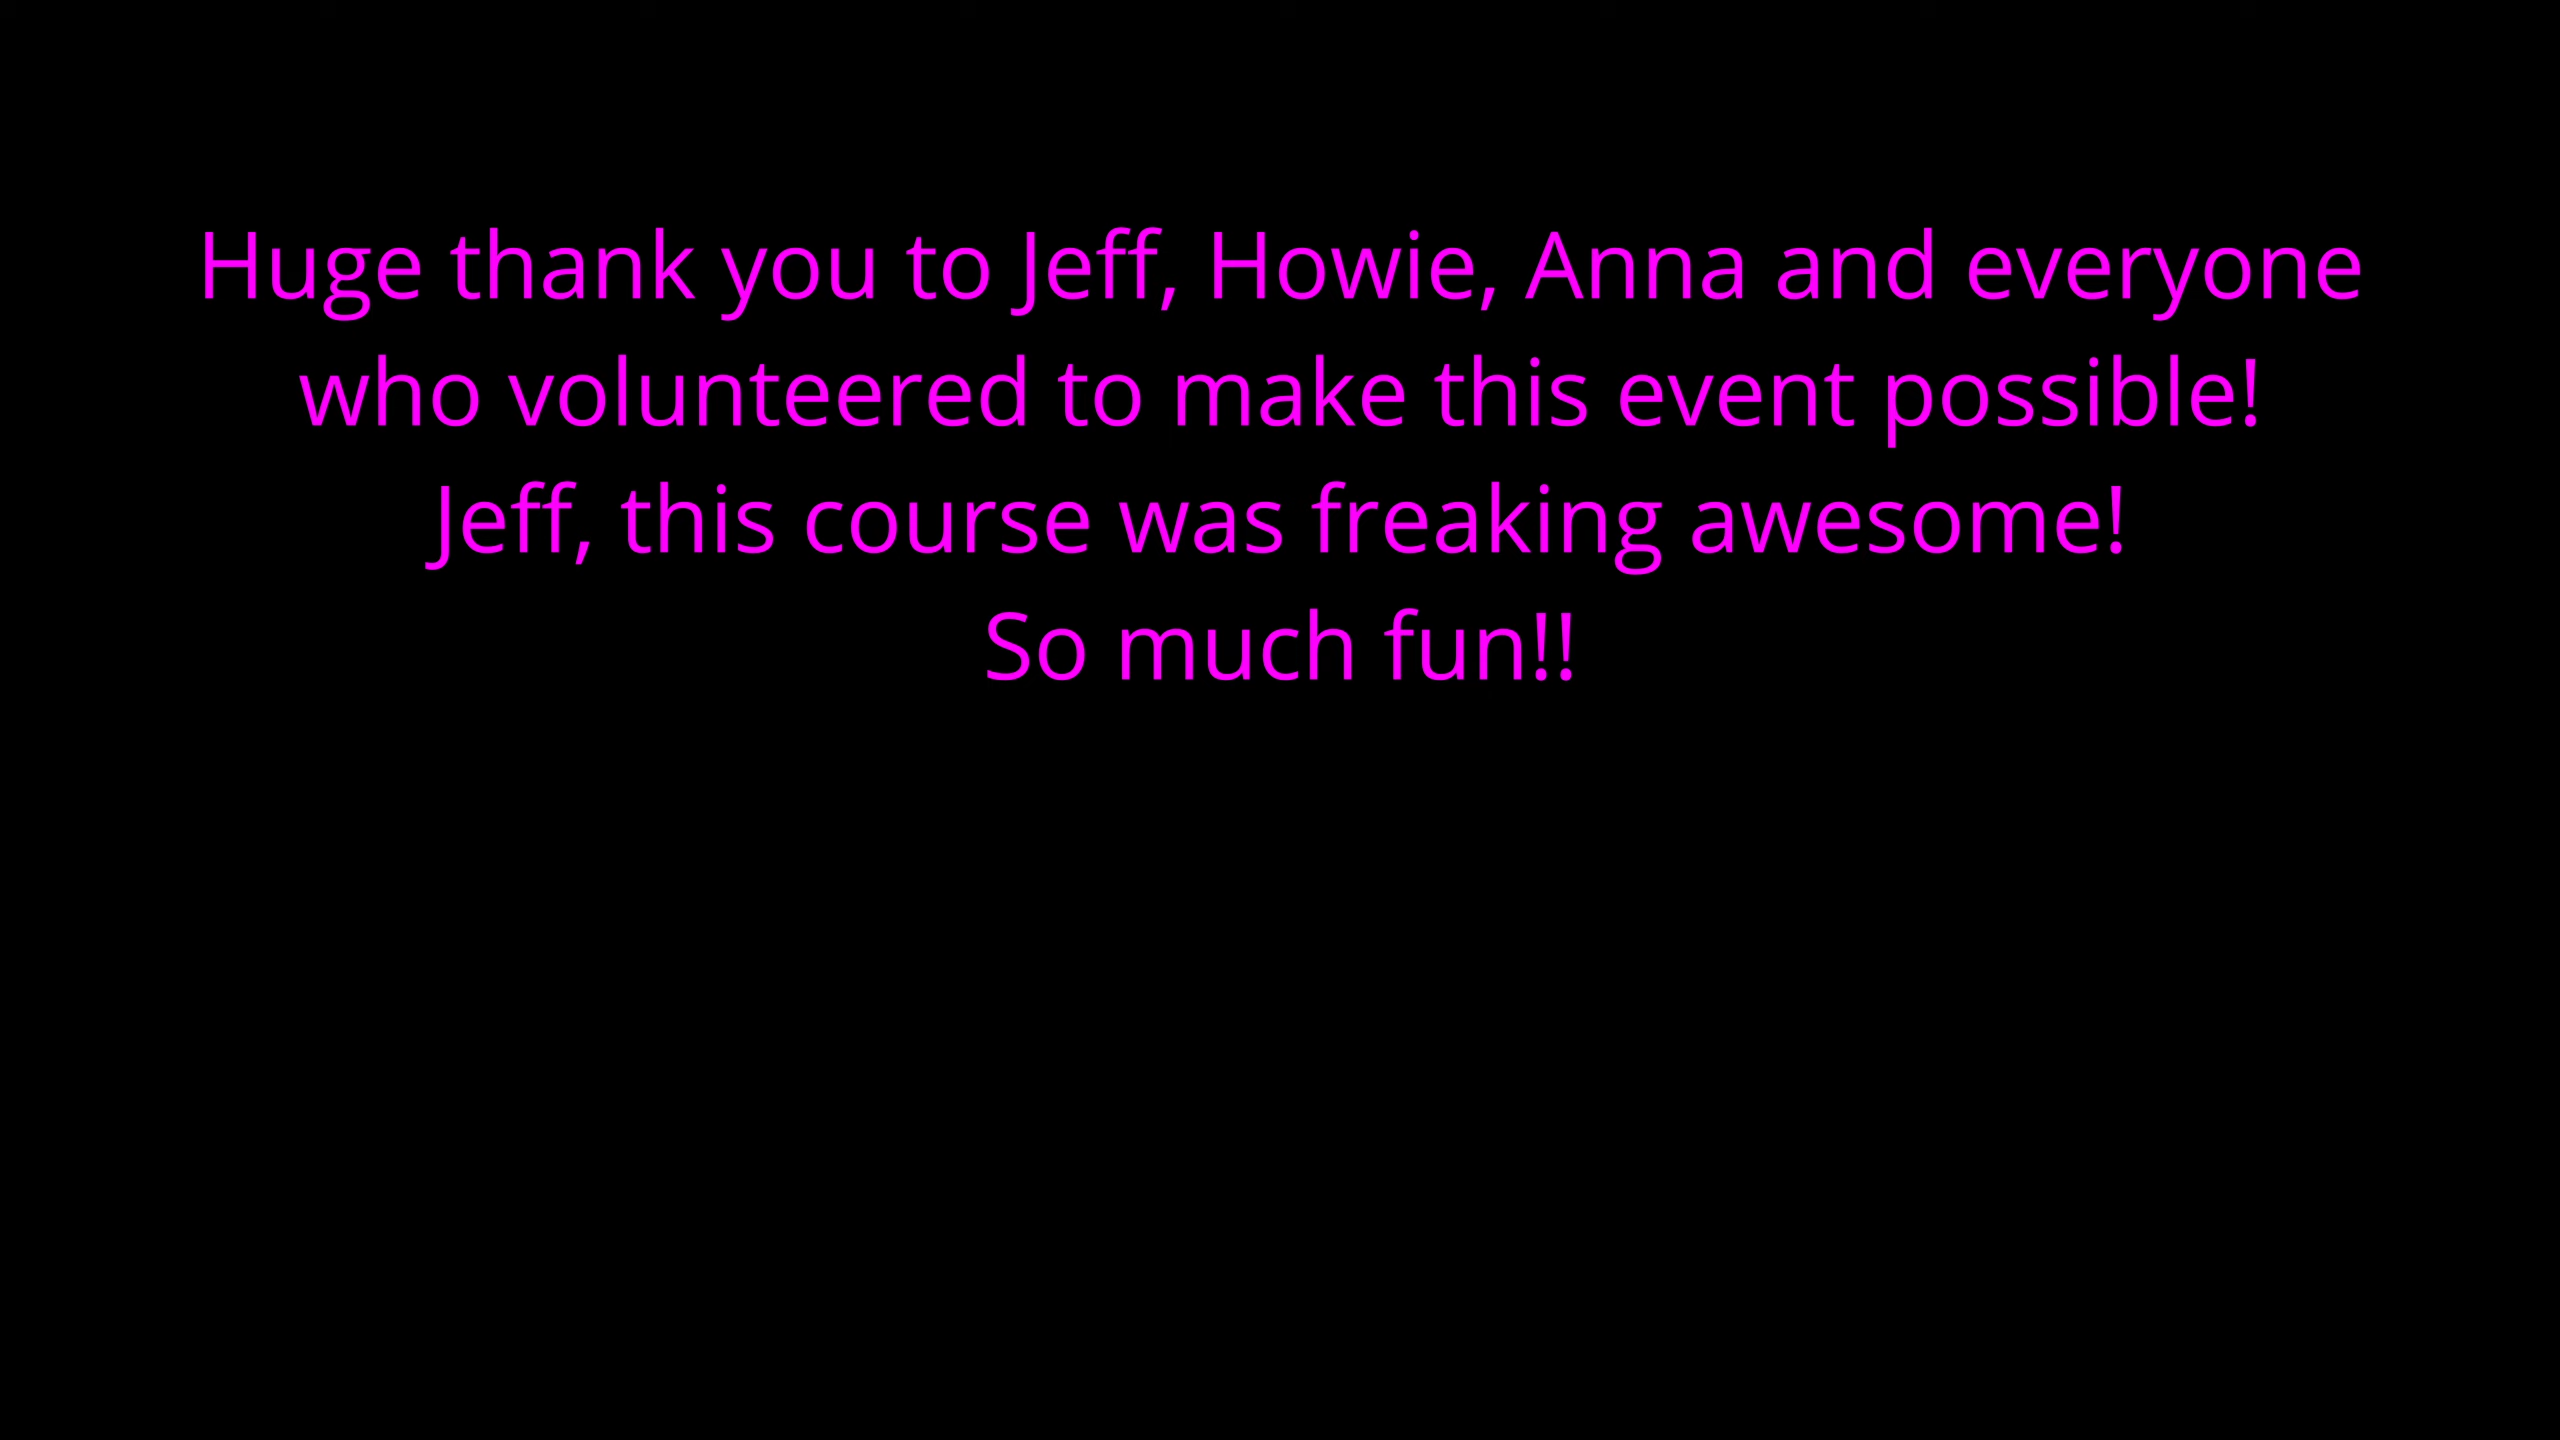 Huge thank you to Jeff, Howie, Anna and everyone
who volunteered to make this event possible!
Jeff, this course was freaking awesome!
So much fun!!